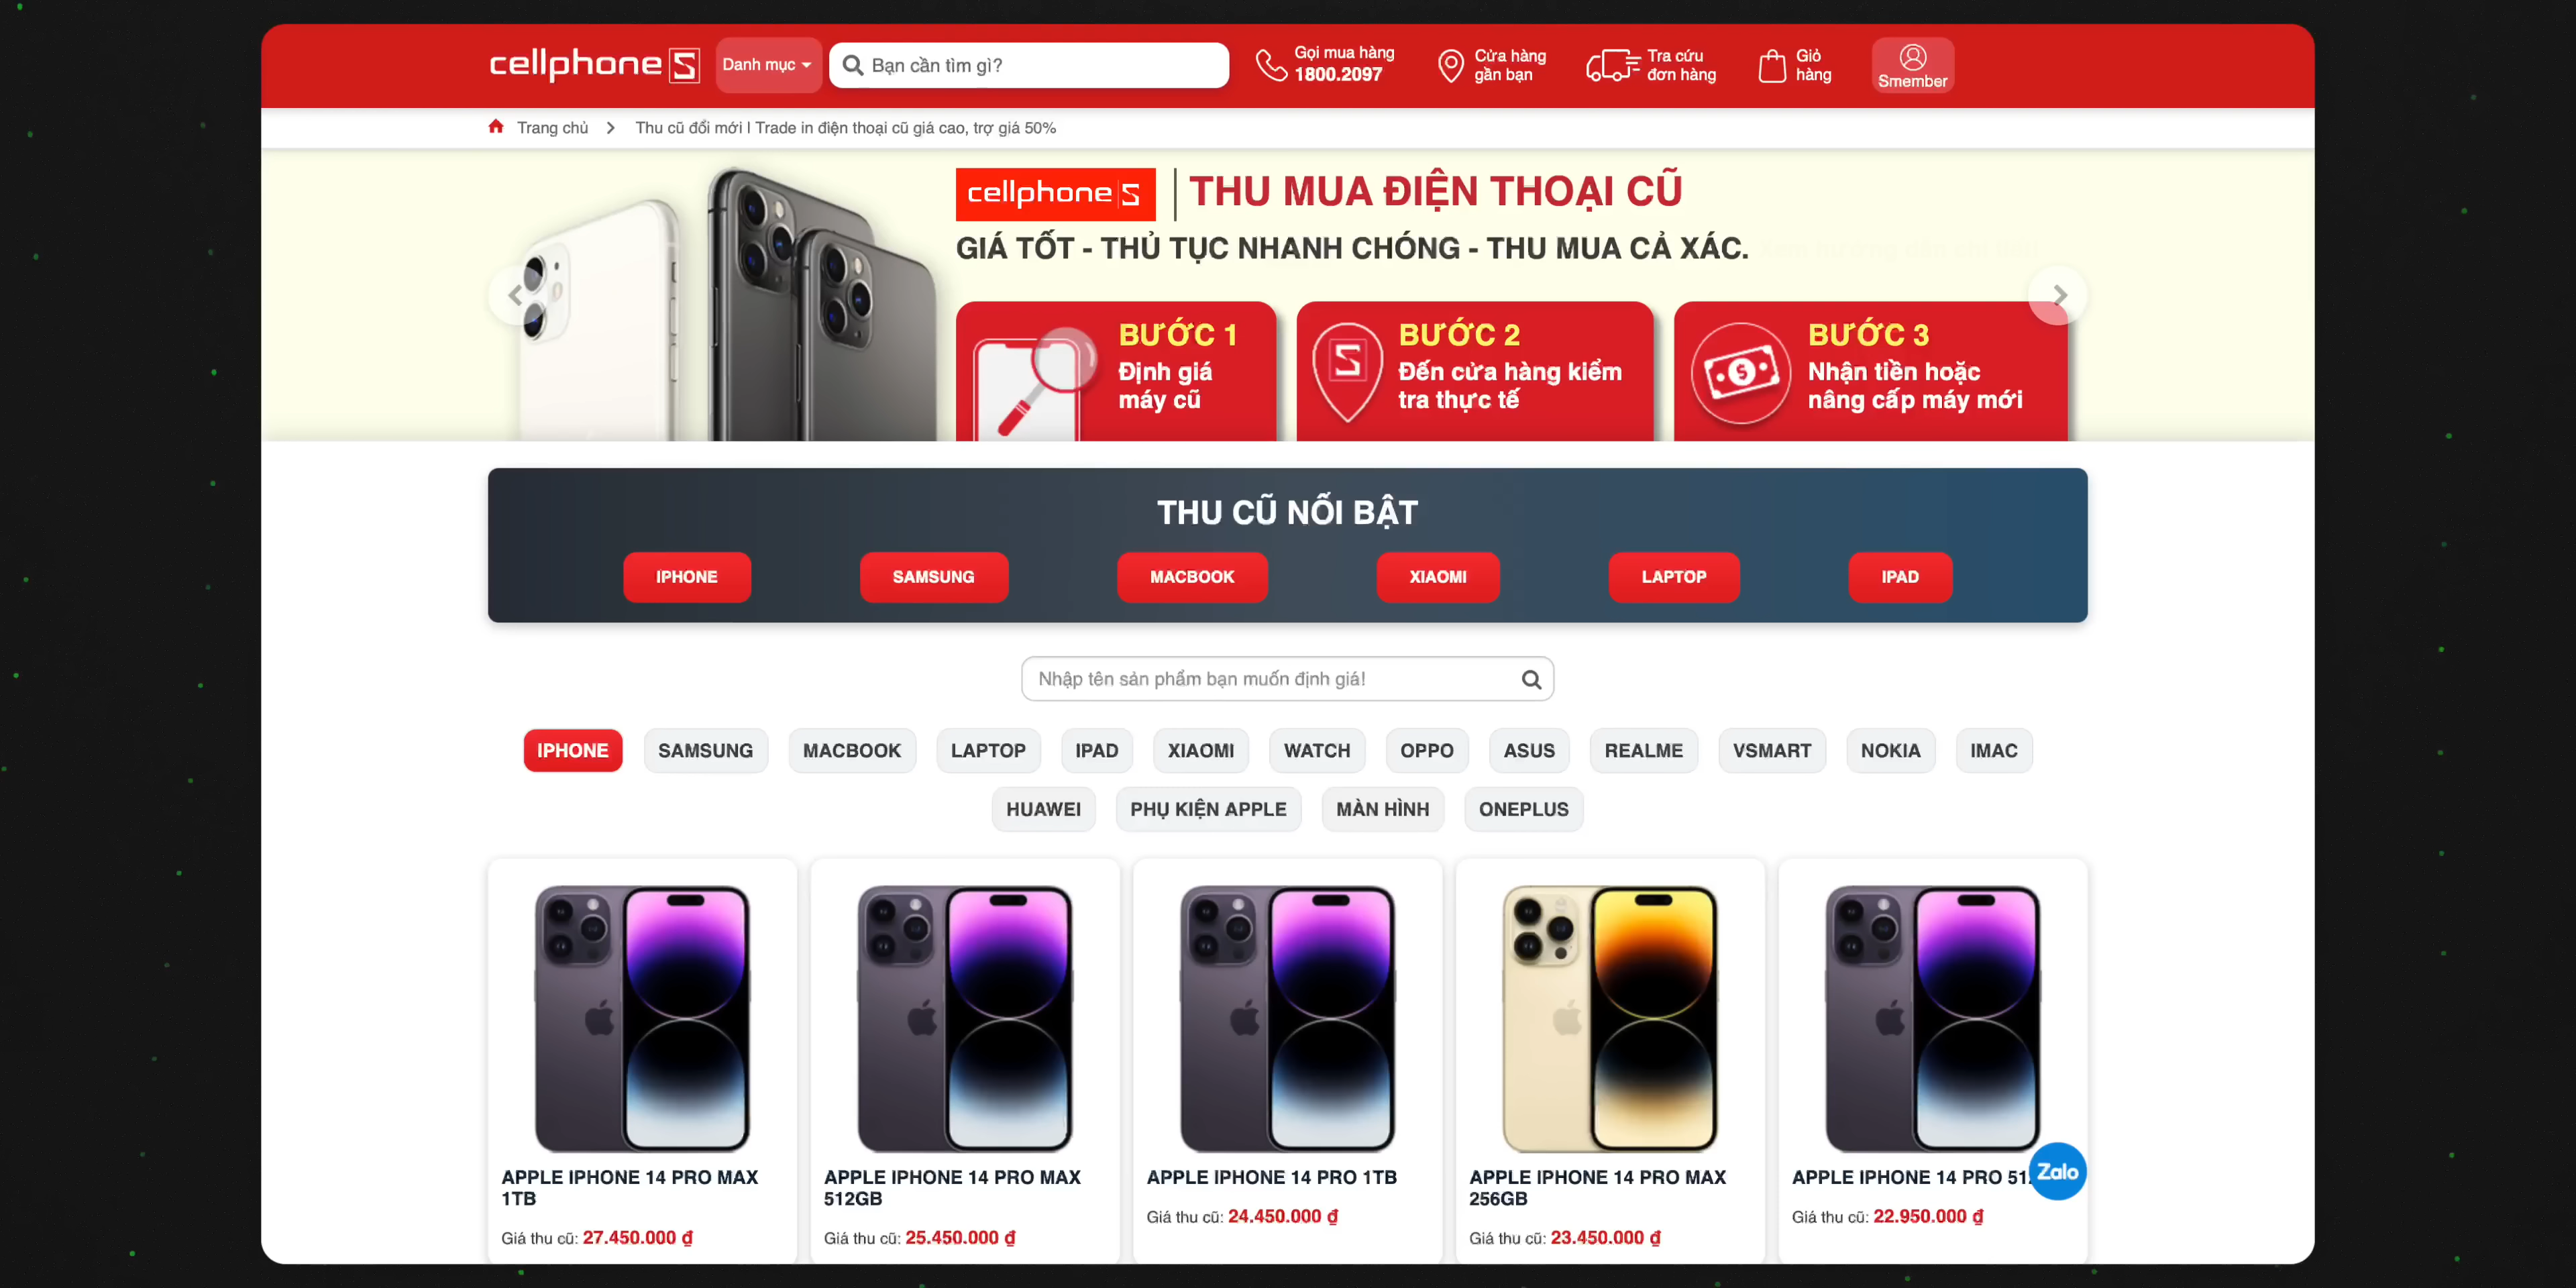 cellphoneS
Danh mục
Bạn cần tìm gì?
Gọi mua hàng
1800.2097
Cửa hàng
gần bạn
Tra cứu
đơn hàng
Giỏ
hàng
Smember
Trang chủ
Thu cũ đổi mới l Trade in điện thoại cũ giá cao, trợ giá 50%
cellphoneS
THU MUA ĐIỆN THOẠI CŨ
GIÁ TỐT - THỦ TỤC NHANH CHÓNG - THU MUA CẢ XÁC.
BƯỚC 1
Định giá
máy cũ
S
BƯỚC 2
Đến cửa hàng kiểm
tra thực tế
BƯỚC 3
Nhận tiền hoặc
nâng cấp máy mới
THU CŨ NỔI BẬT
IPHONE
SAMSUNG
MACBOOK
XIAOMI
LAPTOP
IPAD
Nhập tên sản phẩm bạn muốn định giá!
IPHONE
SAMSUNG
MACBOOK
LAPTOP
IPAD
XIAOMI
WATCH
OPPO
ASUS
REALME
VSMART
NOKIA
IMAC
HUAWEI
PHỤ KIỆN APPLE
MÀN HÌNH
ONEPLUS
APPLE IPHONE 14 PRO MAX
1TB
Giá thu cũ: 27.450.000 ₫
APPLE IPHONE 14 PRO MAX
512GB
Giá thu cũ: 25.450.000 ₫
APPLE IPHONE 14 PRO 1TB
Giá thu cũ: 24.450.000 ₫
APPLE IPHONE 14 PRO MAX
256GB
Giá thu cũ: 23.450.000 ₫
APPLE IPHONE 14 PRO 51
Giá thu cũ: 22.950.000 ₫
Zalo